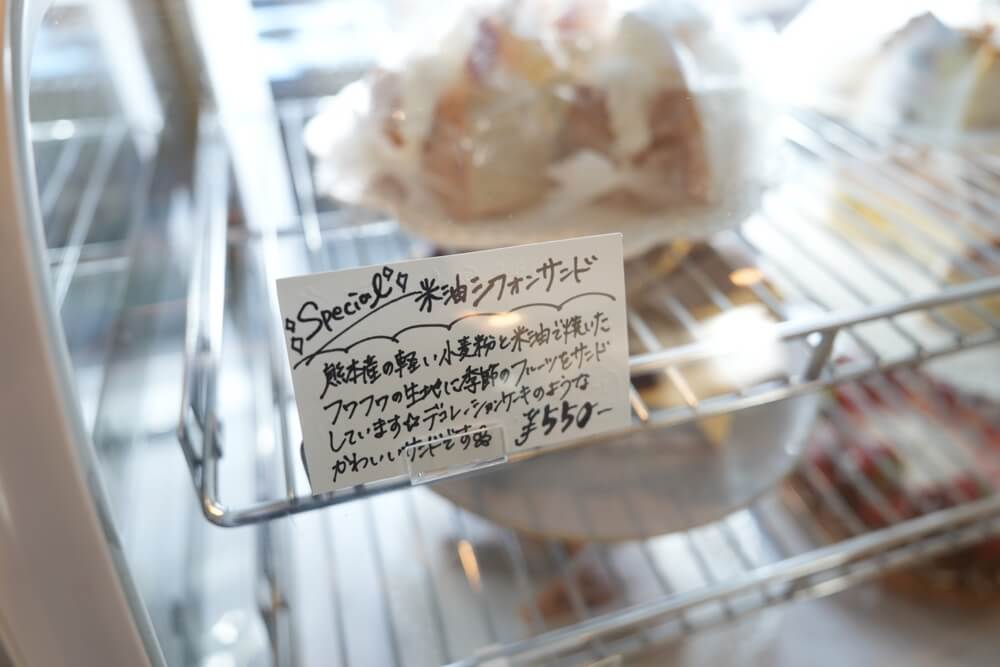 Special 米油シフォンサンド
熊本産の軽い小麦粉と米油で焼いた
フワフワの生地に季節のフルーツをサンド
しています☆デコレーションケーキのような
かわいいサンドです
¥550-